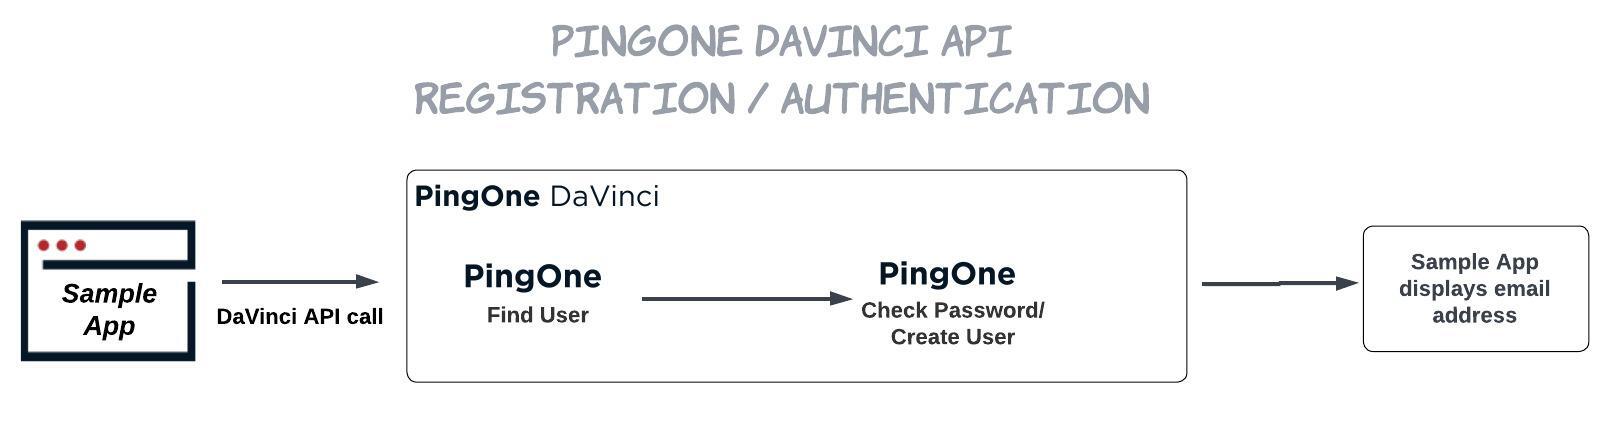 PINGONE DAVINCI API
REGISTRATION / AUTHENTICATION
PingOne DaVinci
Sample
App
DaVinci API call
PingOne
Find User
PingOne
Check Password/
Create User
Sample App
displays email
address